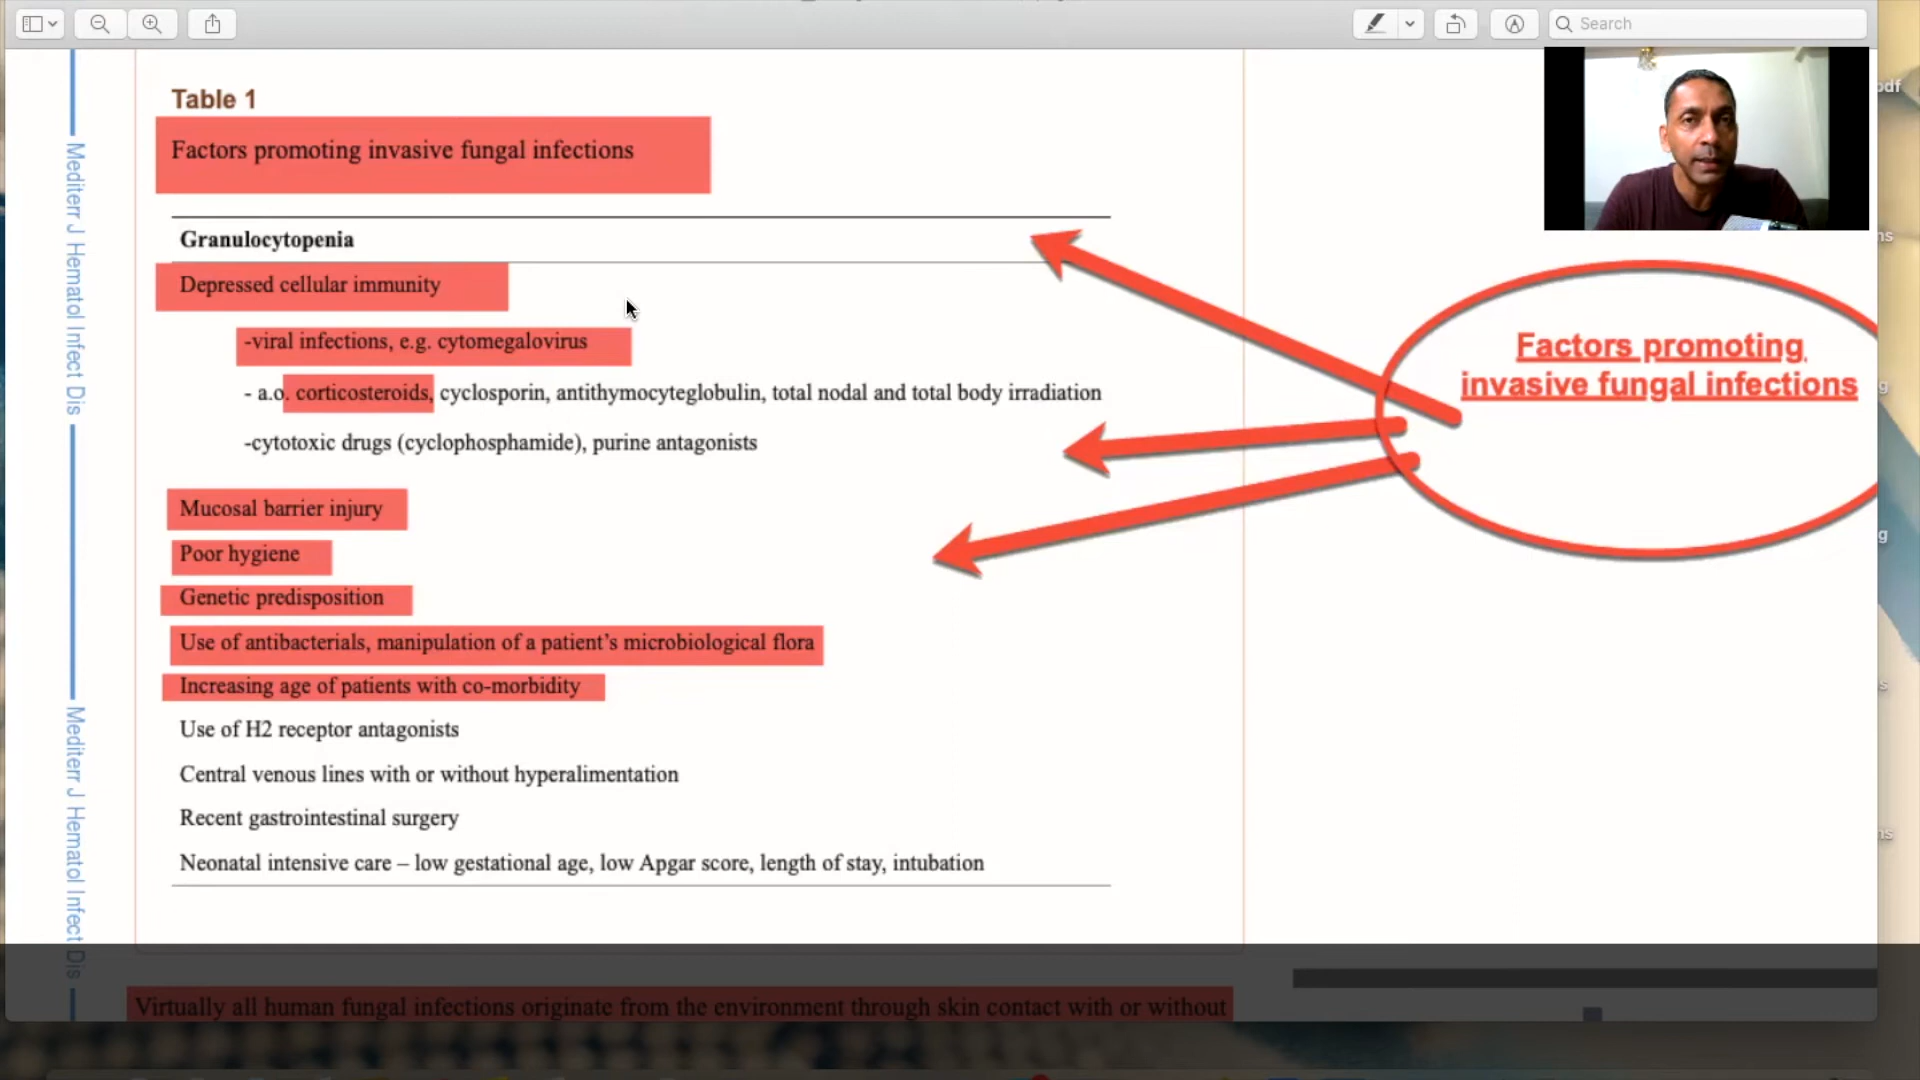 Search
Table 1
Factors promoting invasive fungal infections
Granulocytopenia
Depressed cellular immunity
-viral infections, e.g. cytomegalovirus
- a.o. corticosteroids, cyclosporin, antithymocyteglobulin, total nodal and total body irradiation
-cytotoxic drugs (cyclophosphamide), purine antagonists
Mucosal barrier injury
Poor hygiene
Genetic predisposition
Use of antibacterials, manipulation of a patient's microbiological flora
Increasing age of patients with co-morbidity
Use of H2 receptor antagonists
Central venous lines with or without hyperalimentation
Recent gastrointestinal surgery
Neonatal intensive care – low gestational age, low Apgar score, length of stay, intubation
Virtually all human fungal infections originate from the environment through skin contact with or without
Factors promoting
invasive fungal infections
Mediterr J Hematol Infect Dis
Mediterr J Hematol Infect Dis